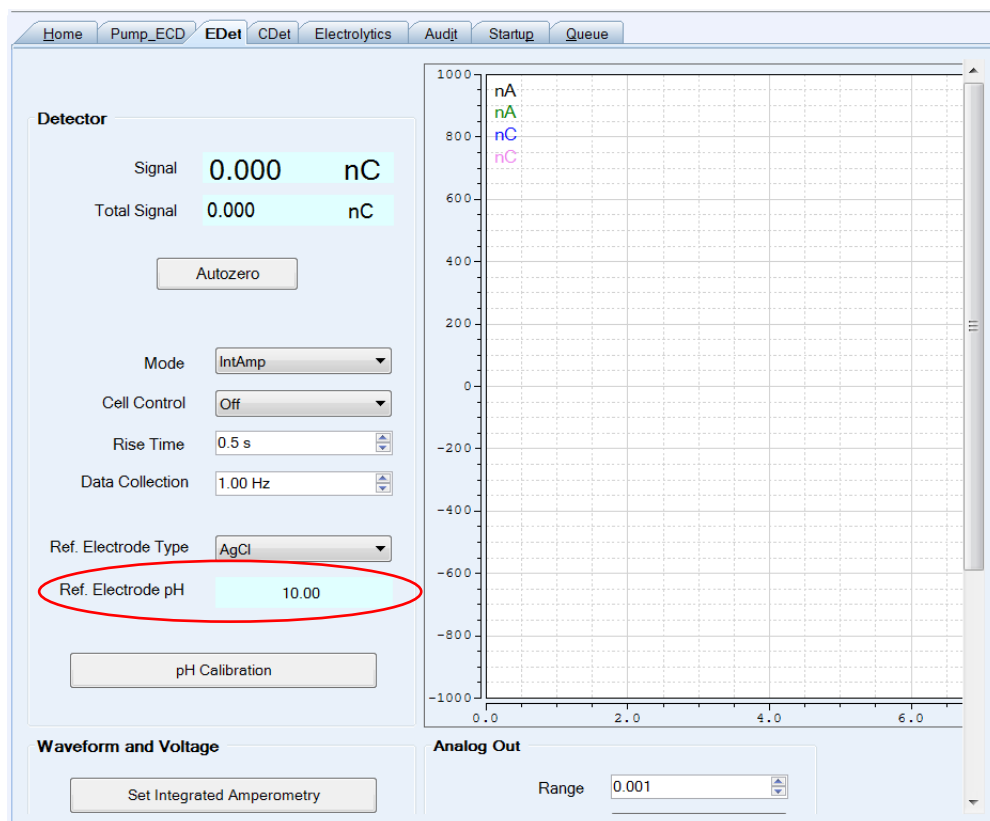 Home Pump_ECD EDet CDet Electrolytics Audit Startup Queue
Detector
Signal 0.000 nC
Total Signal 0.000 nC
Autozero
Mode IntAmp
Cell Control Off
Rise Time 0.5 s
Data Collection 1.00 Hz
Ref. Electrode Type AgCl
Ref. Electrode pH 10.00
pH Calibration
Waveform and Voltage
Set Integrated Amperometry
1000
800
600
400
200
0
-200
-400
-600
-800
-1000
nA
nA
nC
nC
0.0 2.0 4.0 6.0
Analog Out
Range 0.001